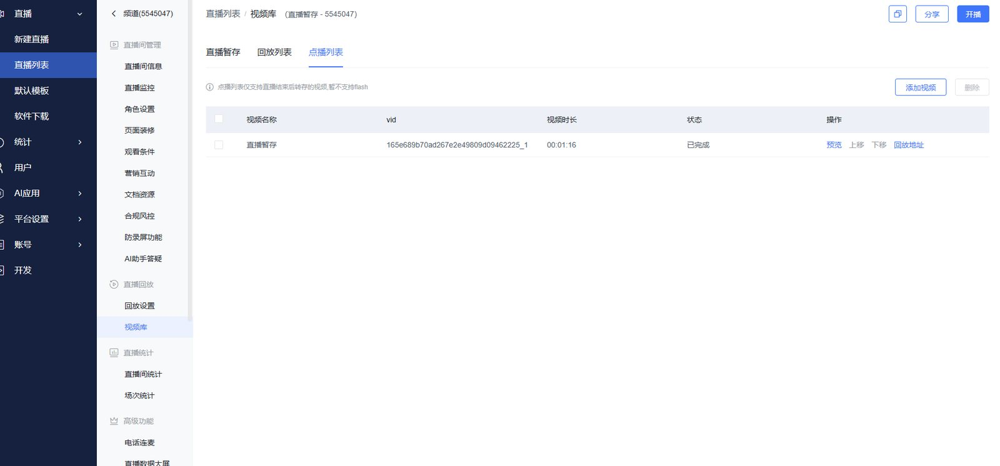 直播
新建直播
直播列表
默认模板
软件下载
统计
用户
AI应用
平台设置
账号
开发
频道(5545047)
直播间管理
直播间信息
直播监控
角色设置
页面装修
观看条件
营销互动
文档资源
合规风控
防录屏功能
AI助手答疑
直播回放
回放设置
视频库
直播统计
直播间统计
场次统计
高级功能
电话连麦
直播数据大屏
直播列表 / 视频库 (直播暂存 - 5545047)
分享 开播
直播暂存 回放列表 点播列表
点播列表仅支持直播结束后转存的视频,暂不支持flash
添加视频 删除
视频名称 vid 视频时长 状态 操作
直播暂存 165e689b70ad267e2e49809d09462225_1 00:01:16 已完成 预览 上移 下移 回放地址